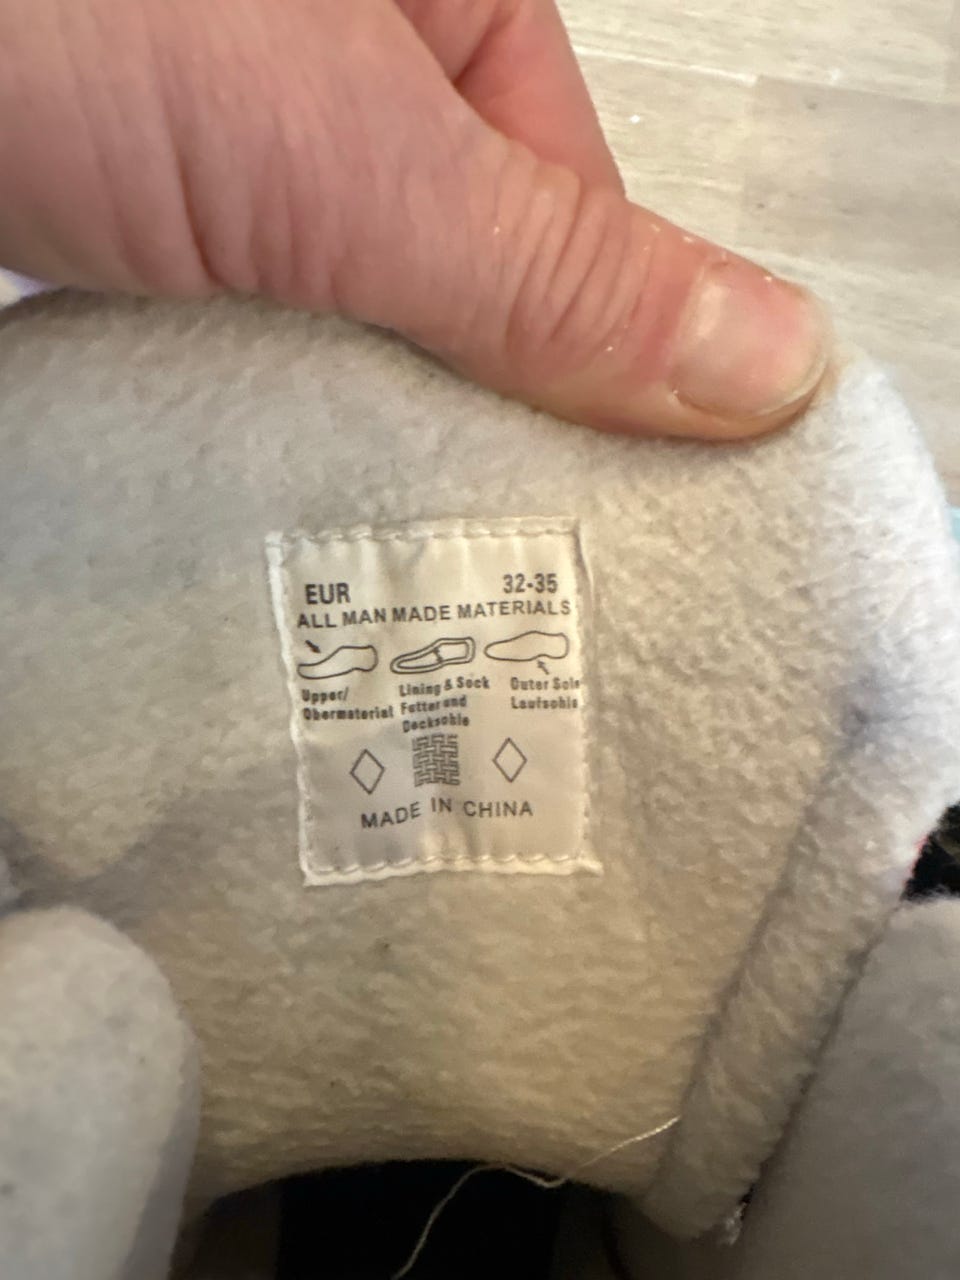 EUR 32-35
ALL MAN MADE MATERIALS
Upper/
Obermaterial
Lining & Sock
Futter und
Decksohle
Outer Sole
Laufsohle
MADE IN CHINA